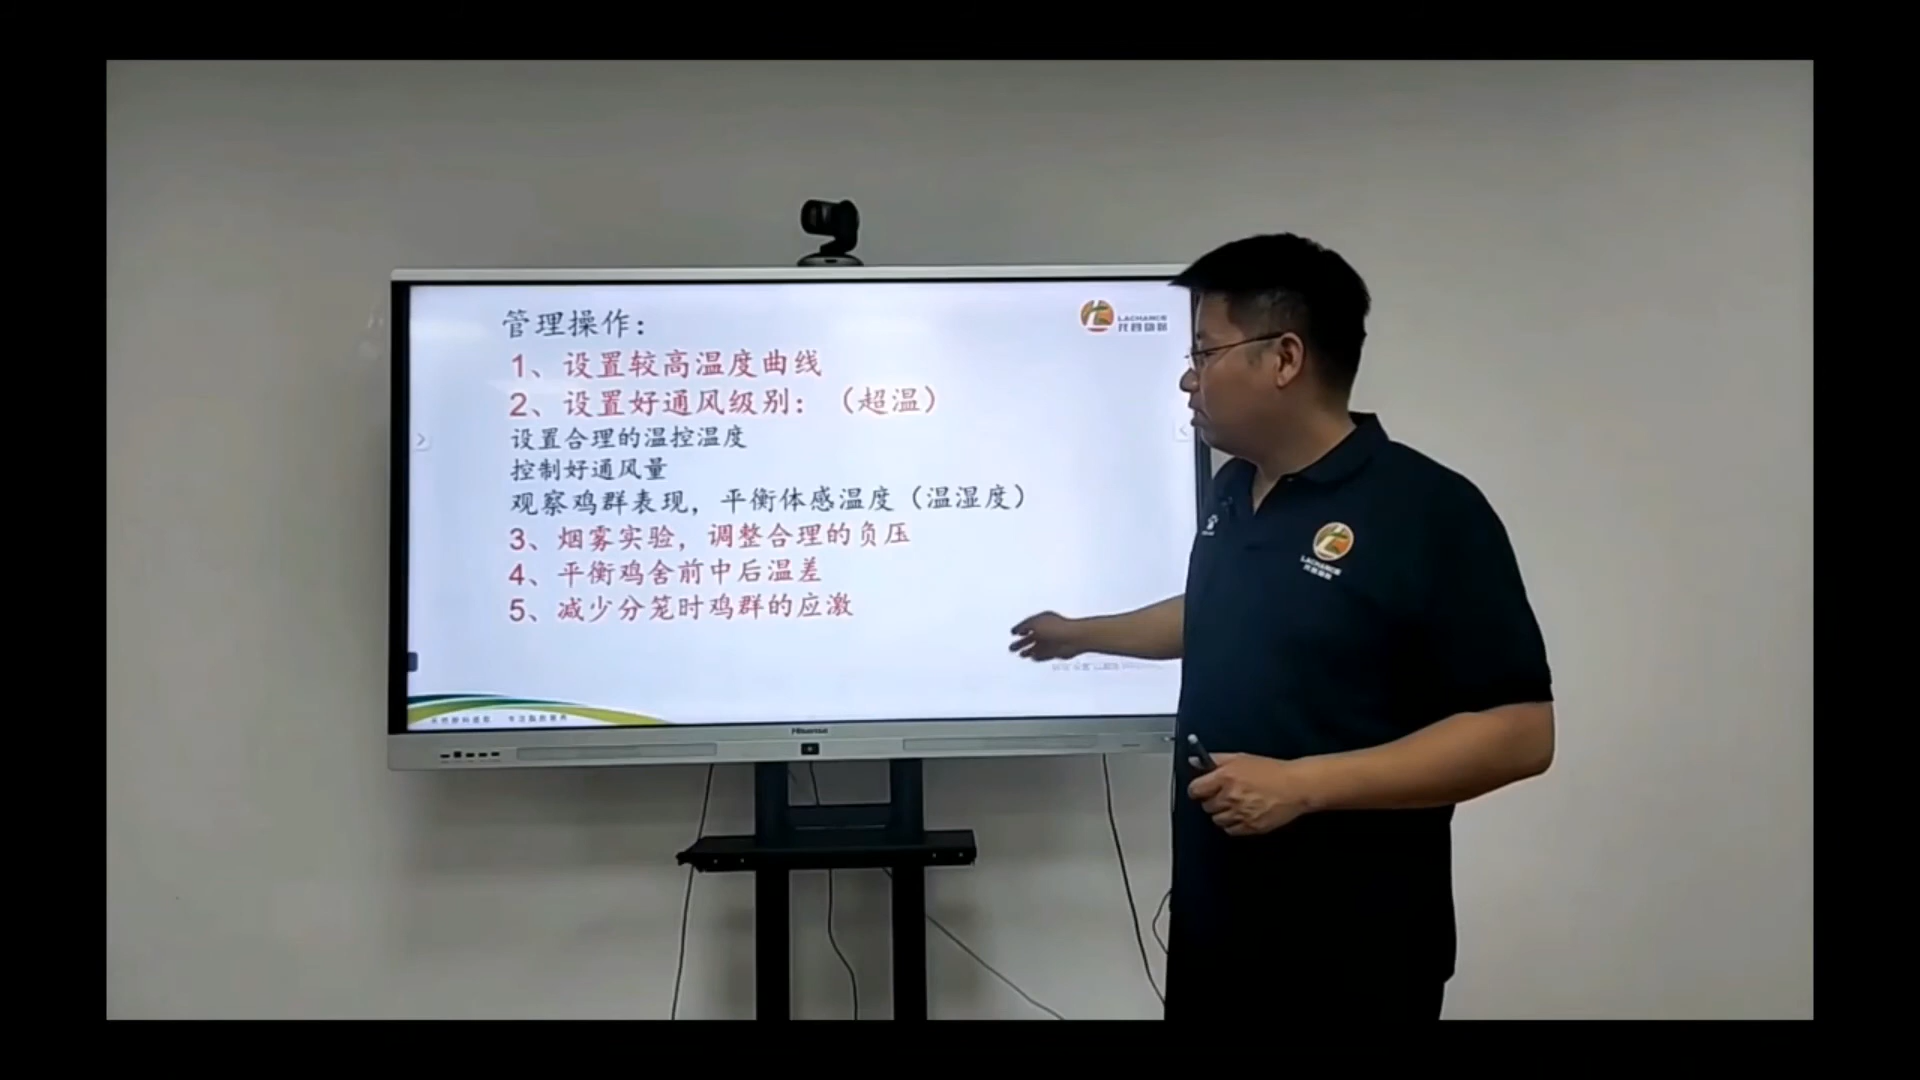 管理操作：
LACHANCE
1、设置较高温度曲线
2、设置好通风级别：（超温）
设置合理的温控温度
控制好通风量
观察鸡群表现，平衡体感温度（温湿度）
3、烟雾实验，调整合理的负压
4、平衡鸡舍前中后温差
5、减少分笼时鸡群的应激
Hisense
LACHANCE